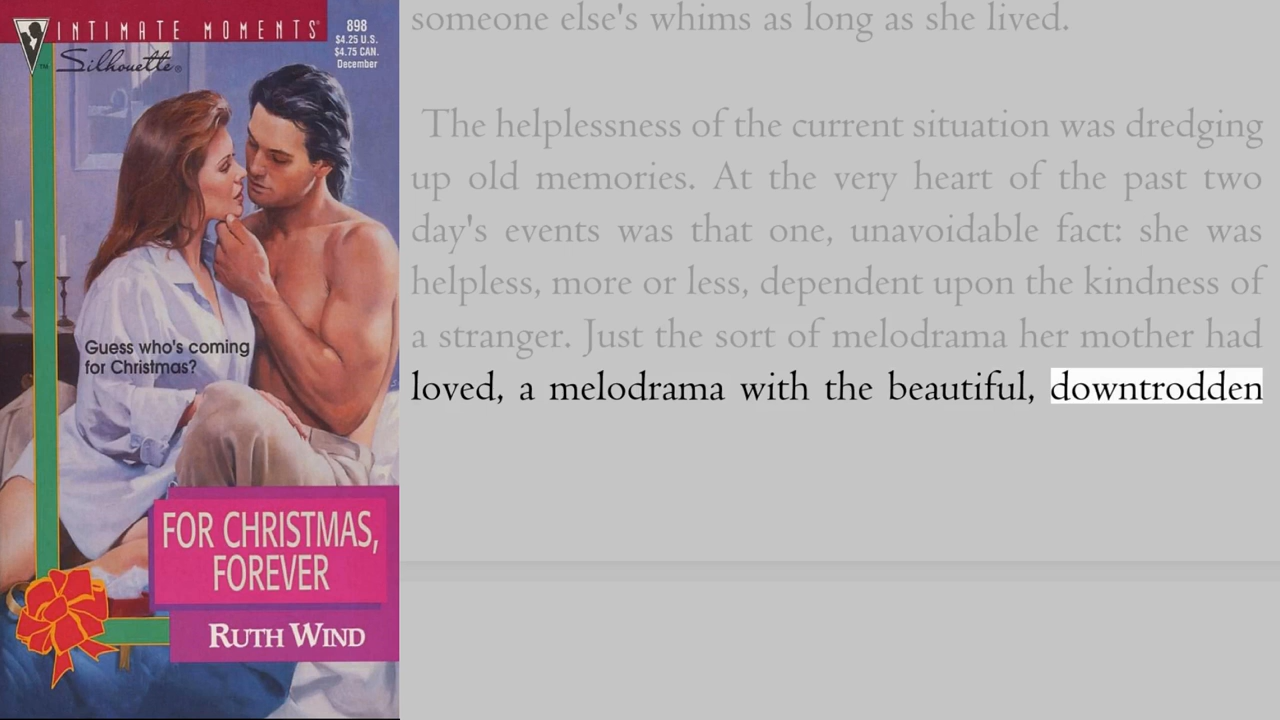 INTIMATE MOMENTS®
Silhouette®
TM
898
$4.25 U.S.
$4.75 CAN.
December
Guess who's coming
for Christmas?
FOR CHRISTMAS,
FOREVER
RUTH WIND
someone else's whims as long as she lived.
The helplessness of the current situation was dredging
up old memories. At the very heart of the past two
day's events was that one, unavoidable fact: she was
helpless, more or less, dependent upon the kindness of
a stranger. Just the sort of melodrama her mother had
loved, a melodrama with the beautiful, downtrodden